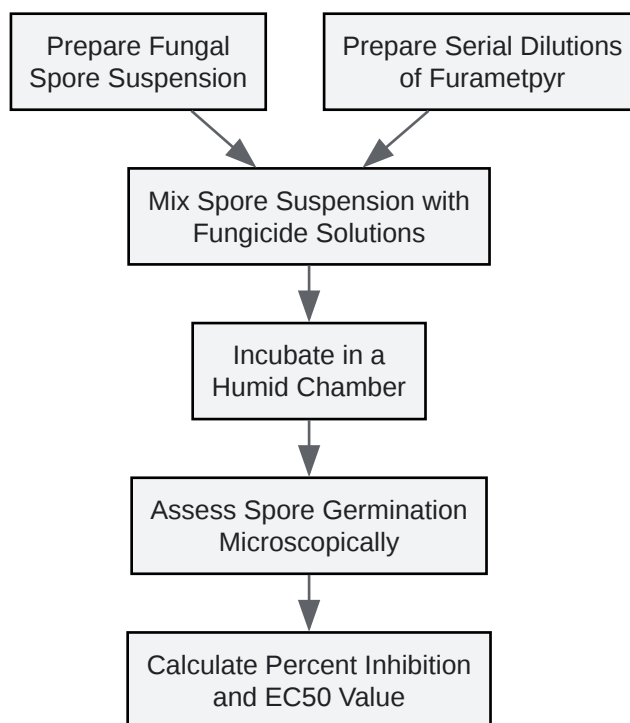 Prepare Fungal
Spore Suspension
Prepare Serial Dilutions
of Furametpyr
Mix Spore Suspension with
Fungicide Solutions
Incubate in a
Humid Chamber
Assess Spore Germination
Microscopically
Calculate Percent Inhibition
and EC50 Value